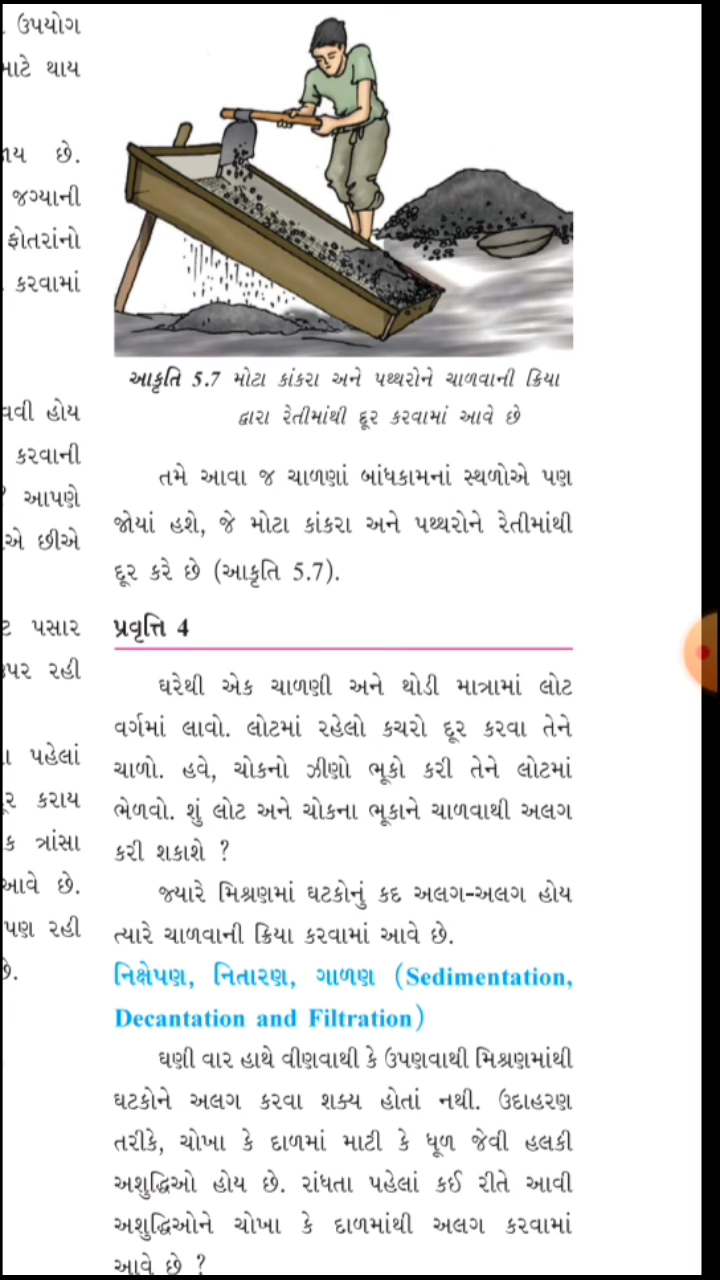 . ઉપયોગ
માટે થાય
છે.
જગ્યાની
ફોતરાંનો
કરવામાં
હોય
કરવાની
આપણે
છીએ
પસાર
રહી
પહેલાં
કરાય
ત્રાંસા
આવે છે.
પણ રહી
છે.
આકૃતિ 5.7 મોટા કાંકરા અને પથ્થરોને ચાળવાની ક્રિયા
દ્વારા રેતીમાંથી દૂર કરવામાં આવે છે
તમે આવા જ ચાળણાં બાંધકામનાં સ્થળોએ પણ
જોયાં હશે, જે મોટા કાંકરા અને પથ્થરોને રેતીમાંથી
દૂર કરે છે (આકૃતિ 5.7).
પ્રવૃત્તિ 4
ઘરેથી એક ચાળણી અને થોડી માત્રામાં લોટ
વર્ગમાં લાવો. લોટમાં રહેલો કચરો દૂર કરવા તેને
ચાળો. હવે, ચોકનો ઝીણો ભૂકો કરી તેને લોટમાં
ભેળવો. શું લોટ અને ચોકના ભૂકાને ચાળવાથી અલગ
કરી શકાશે ?
જ્યારે મિશ્રણમાં ઘટકોનું કદ અલગ-અલગ હોય
ત્યારે ચાળવાની ક્રિયા કરવામાં આવે છે.
નિક્ષેપણ, નિતારણ, ગાળણ (Sedimentation,
Decantation and Filtration)
ઘણી વાર હાથે વીણવાથી કે ઉપણવાથી મિશ્રણમાંથી
ઘટકોને અલગ કરવા શક્ય હોતાં નથી. ઉદાહરણ
તરીકે, ચોખા કે દાળમાં માટી કે ધૂળ જેવી હલકી
અશુદ્ધિઓ હોય છે. રાંધતા પહેલાં કઈ રીતે આવી
અશુદ્ધિઓને ચોખા કે દાળમાંથી અલગ કરવામાં
આવે છે ?